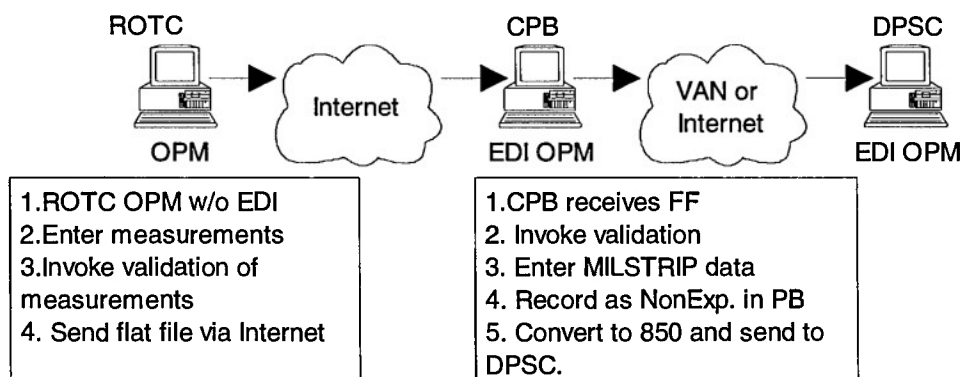 ROTC
CPB
DPSC
Internet
VAN or
Internet
OPM
EDI OPM
EDI OPM
1.ROTC OPM w/o EDI
2.Enter measurements
3.Invoke validation of
measurements
4. Send flat file via Internet
1.CPB receives FF
2. Invoke validation
3. Enter MILSTRIP data
4. Record as NonExp. in PB
5. Convert to 850 and send to
DPSC.